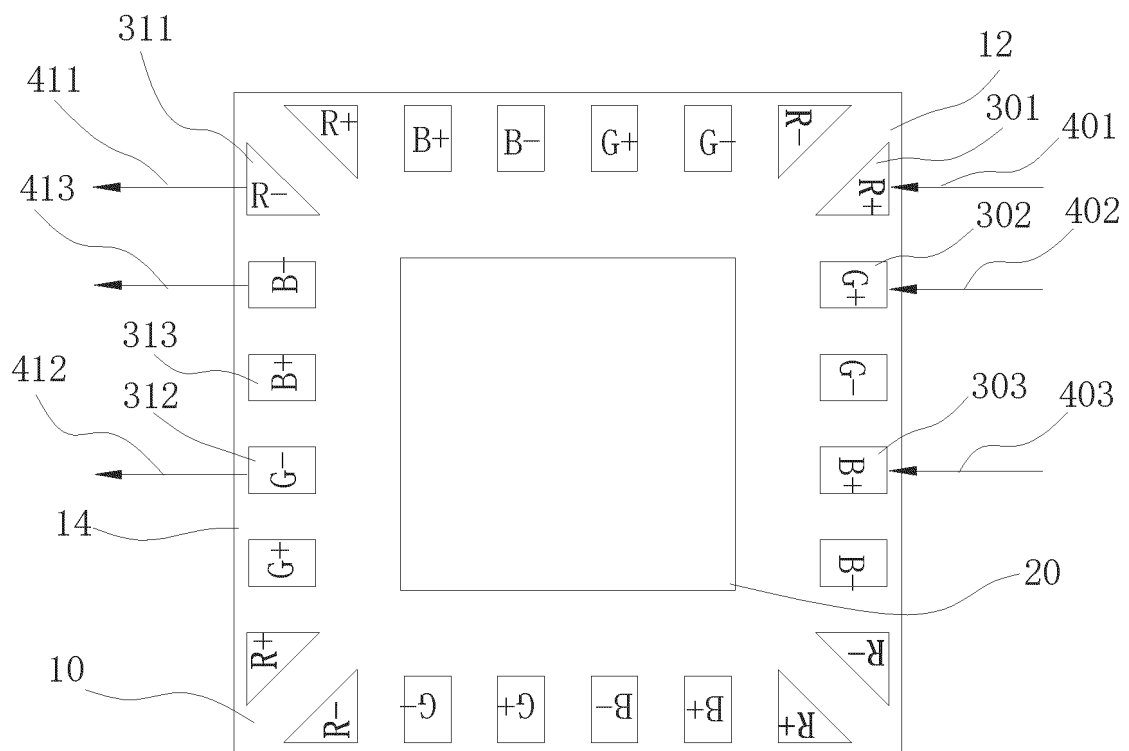 311
12
411
R+
B+
B-
G+
G-
R-
301
401
413
R-
R+
302
402
B-
G+
313
B+
G-
412
312
303
403
G-
B+
14
G+
B-
20
R+
R-
10
R-
G-
G+
B-
B+
R+